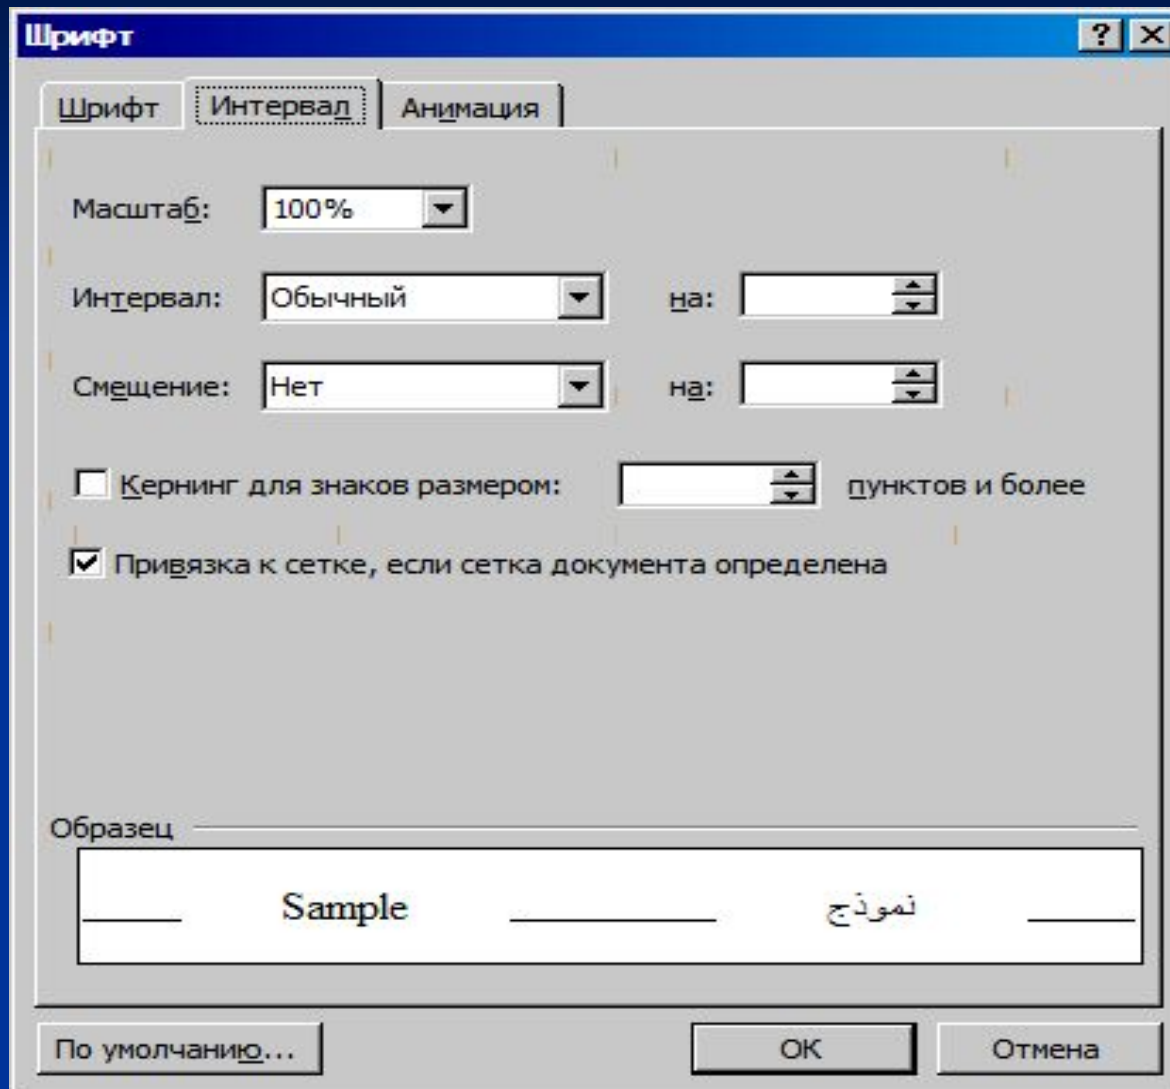 Шрифт
Шрифт Интервал Анимация
Масштаб: 100%
Интервал: Обычный на:
Смещение: Нет на:
Кернинг для знаков размером: пунктов и более
Привязка к сетке, если сетка документа определена
Образец
Sample نموذج
По умолчанию... ОК Отмена